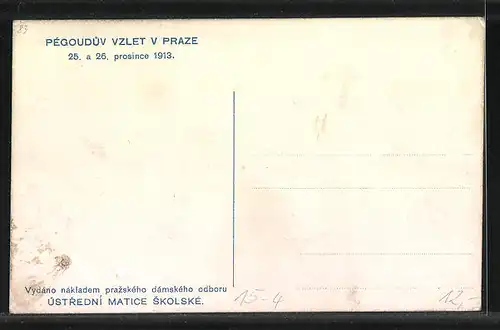 PÉGOUDŮV VZLET V PRAZE
25. a 26. prosince 1913.
Vydáno nákladem pražského dámského odboru
ÚSTŘEDNÍ MATICE ŠKOLSKÉ.
15-4
12,-